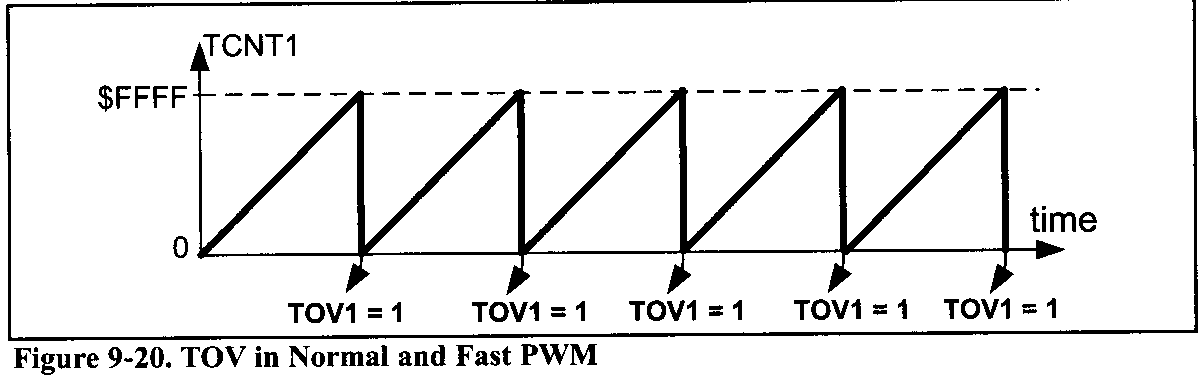 TCNT1
$FFFF
0
time
TOV1 = 1 TOV1 = 1 TOV1 = 1 TOV1 = 1 TOV1 = 1
Figure 9-20. TOV in Normal and Fast PWM